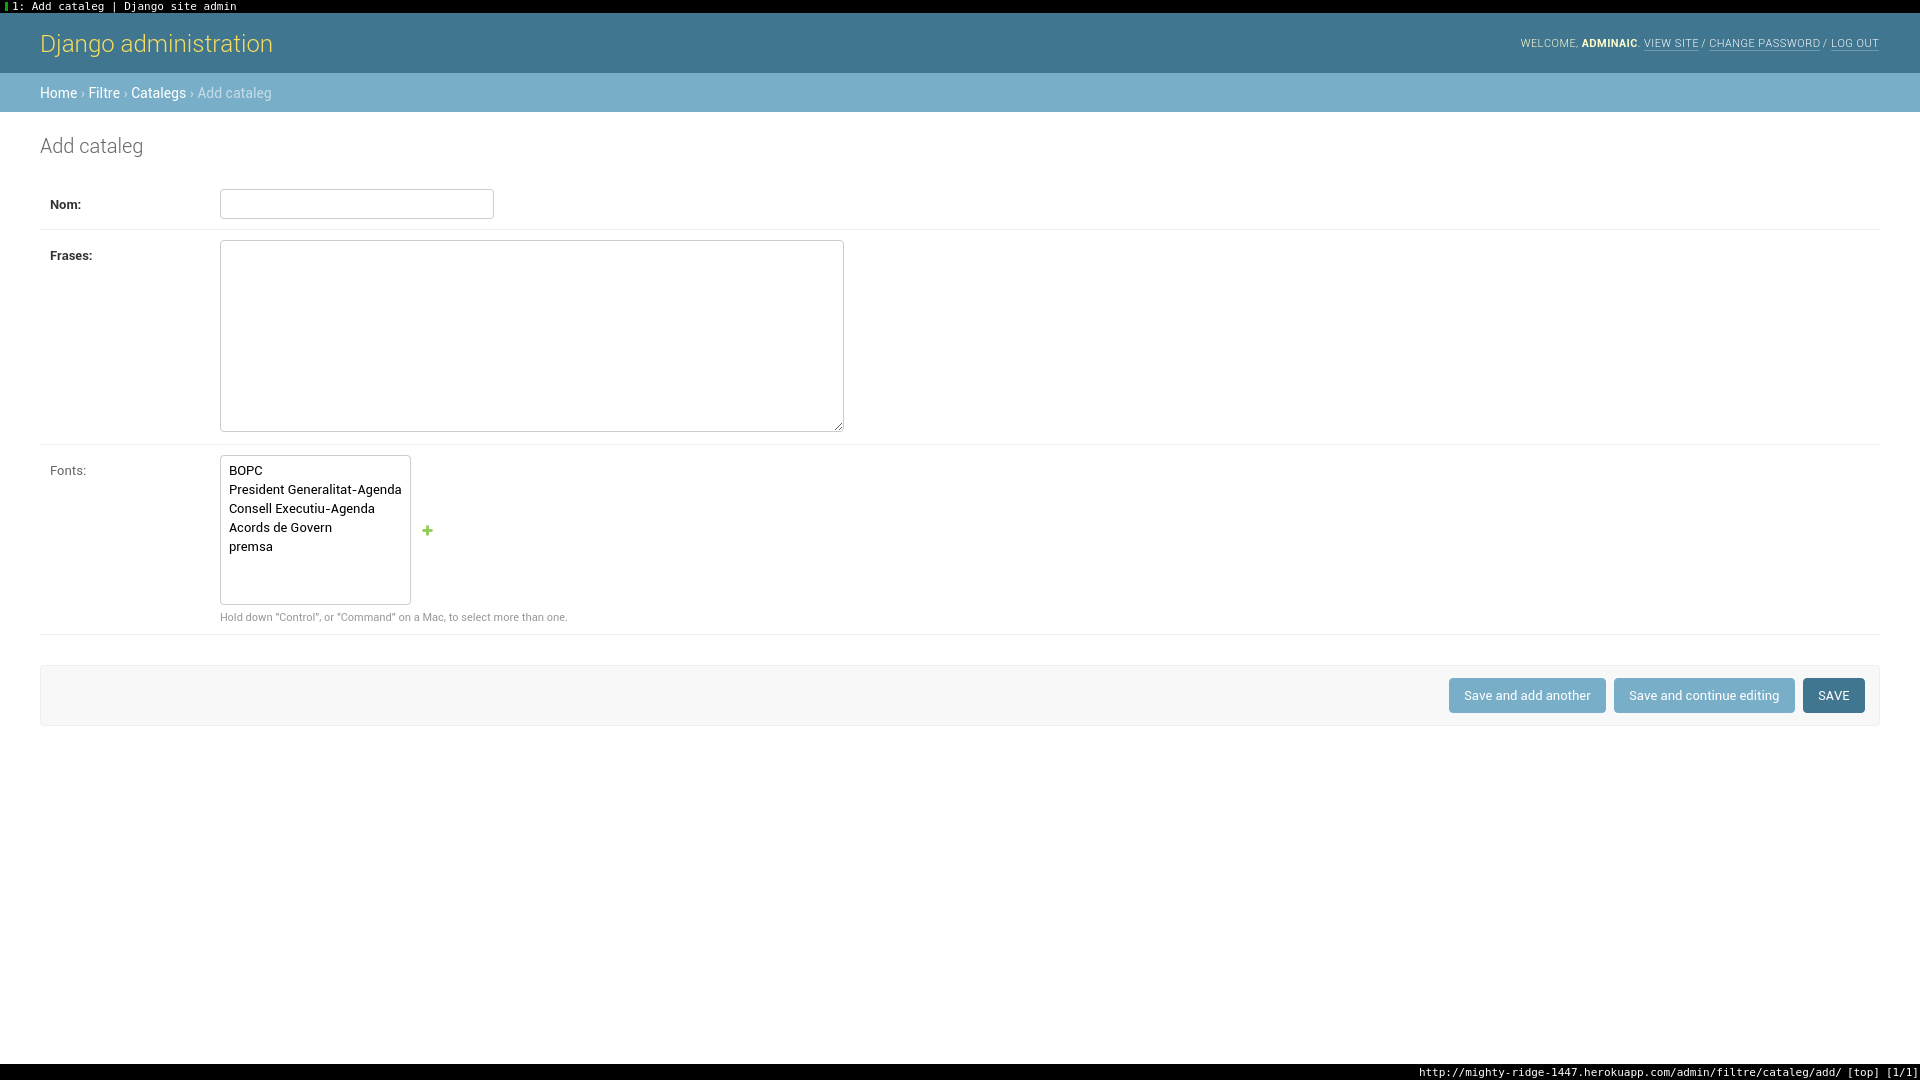 1: Add cataleg | Django site admin
Django administration
WELCOME, ADMINAIC. VIEW SITE / CHANGE PASSWORD / LOG OUT
Home › Filtre › Catalegs › Add cataleg
Add cataleg
Nom:
Frases:
Fonts:
BOPC
President Generalitat-Agenda
Consell Executiu-Agenda
Acords de Govern
premsa
Hold down "Control", or "Command" on a Mac, to select more than one.
Save and add another
Save and continue editing
SAVE
http://mighty-ridge-1447.herokuapp.com/admin/filtre/cataleg/add/ [top] [1/1]